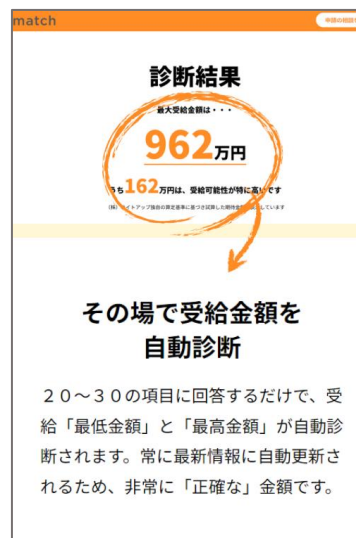 match
診断結果
最大受給金額は・・・
962万円
うち162万円は、受給可能性が特に高いです
その場で受給金額を
自動診断
２０～３０の項目に回答するだけで、受
給「最低金額」と「最高金額」が自動診
断されます。常に最新情報に自動更新さ
れるため、非常に「正確な」金額です。